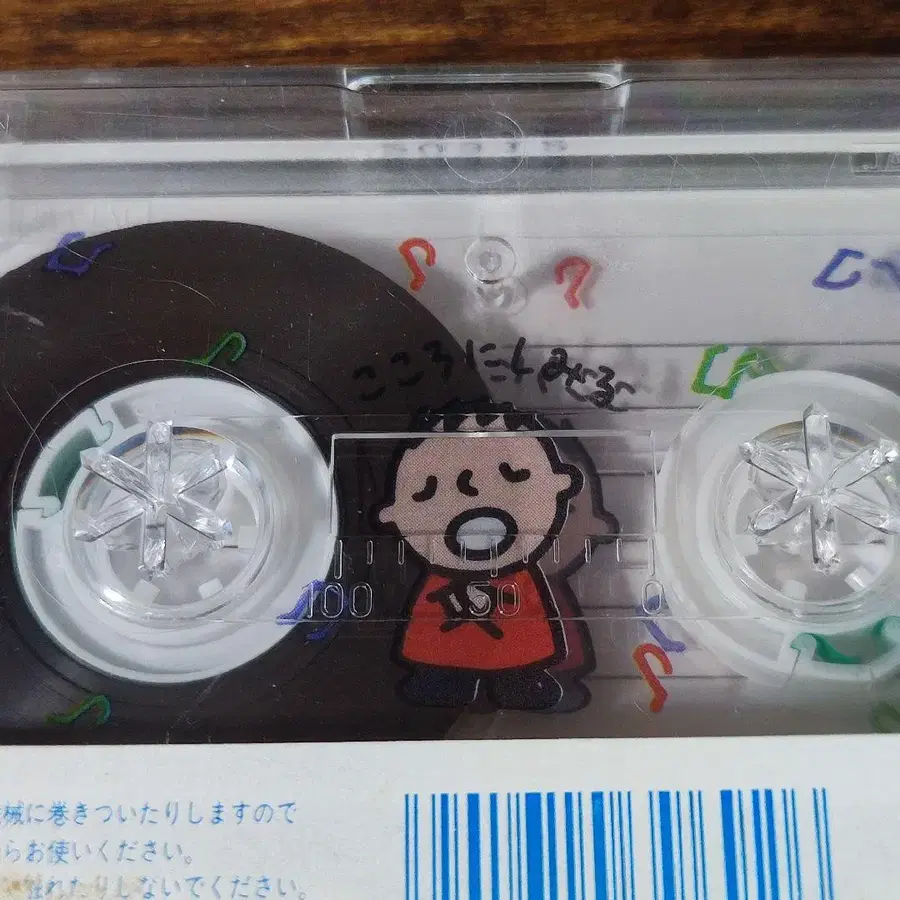 こころにしみる
100 50 0
械に巻きついたりしますので
らお使いください。
れたりしないでください。